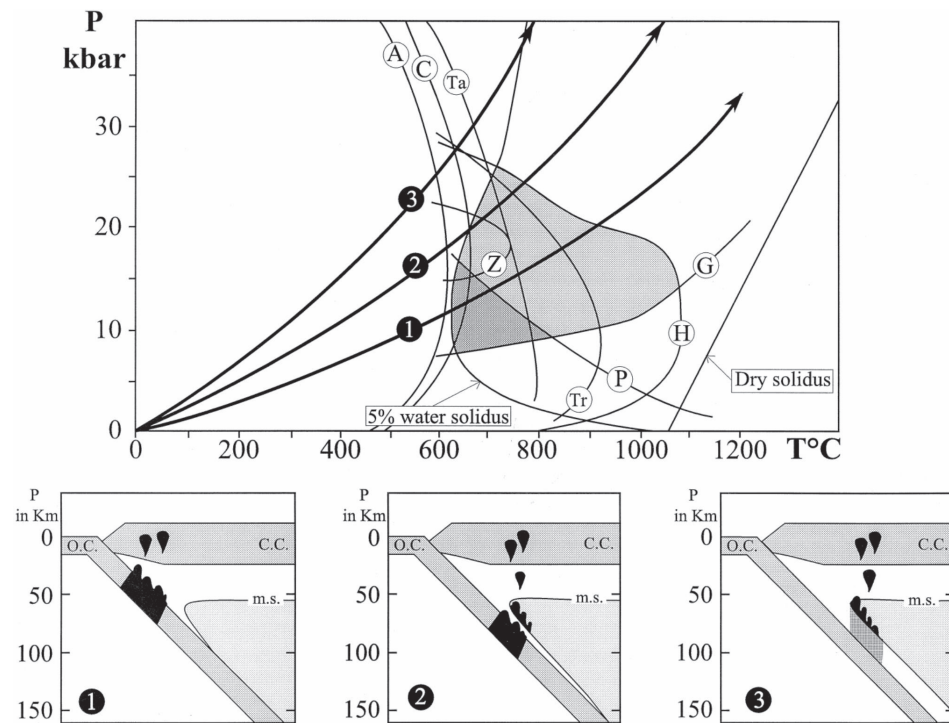 P
kbar
A
C
Ta
30
3
20
2
Z
G
1
10
H
P
Dry solidus
Tr
5% water solidus
0
0 200 400 600 800 1000 1200 T°C
P
in Km
0
O.C.
C.C.
50
m.s.
100
150
1
P
in Km
0
O.C.
C.C.
50
m.s.
100
150
2
P
in Km
0
O.C.
C.C.
50
m.s.
100
150
3